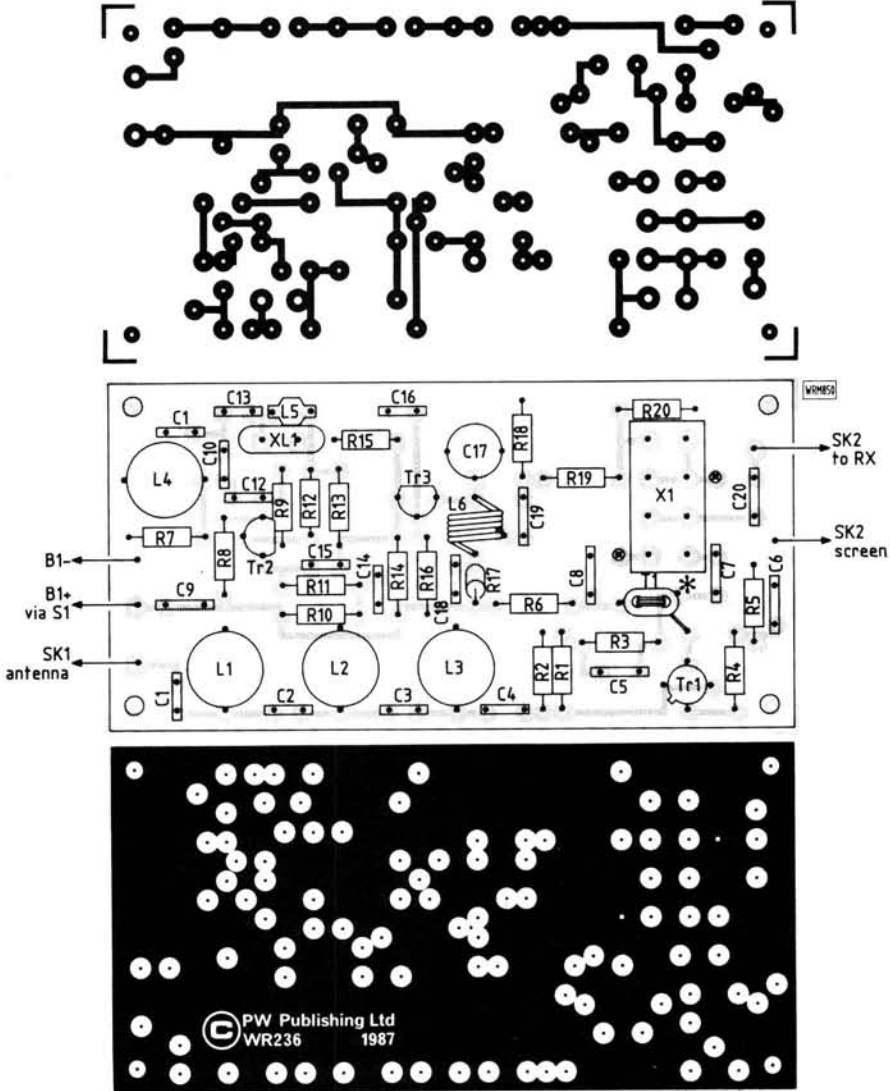 WRM850
C13
L5
C16
C1
XL1
R15
R18
R20
C10
C17
L4
C12
R9
R12
R13
Tr3
R19
X1
C20
SK2
to RX
L6
C19
R7
R8
Tr2
C15
C14
R14
R16
C18
R17
C8
T1
C7
C6
SK2
screen
B1-
B1+
via S1
C9
R11
R10
R6
R5
SK1
antenna
L1
L2
L3
R2
R1
R3
R4
C1
C2
C3
C4
C5
Tr1
© PW Publishing Ltd
WR236 1987